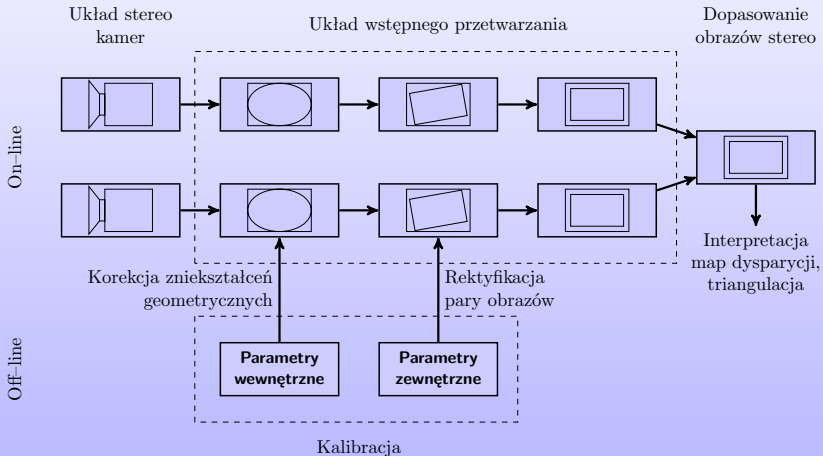 Układ stereo
kamer
Układ wstępnego przetwarzania
Dopasowanie
obrazów stereo
On–line
Korekcja zniekształceń
geometrycznych
Rektyfikacja
pary obrazów
Interpretacja
map dysparycji,
triangulacja
Off–line
Parametry
wewnętrzne
Parametry
zewnętrzne
Kalibracja